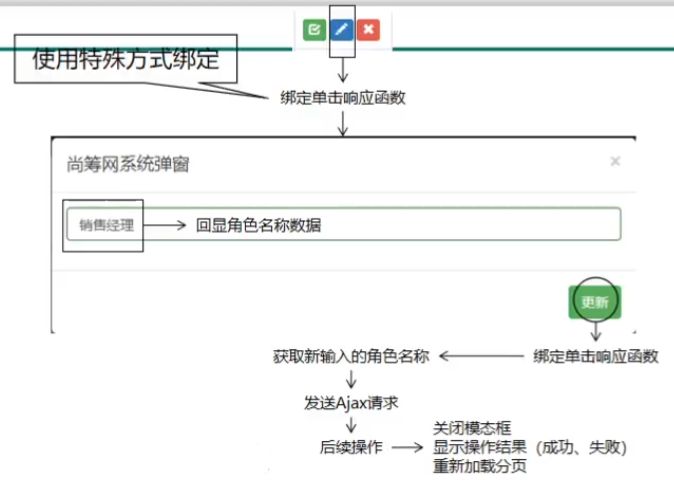 使用特殊方式绑定
绑定单击响应函数
尚筹网系统弹窗
×
销售经理
回显角色名称数据
更新
获取新输入的角色名称
绑定单击响应函数
发送Ajax请求
后续操作
关闭模态框
显示操作结果（成功、失败）
重新加载分页